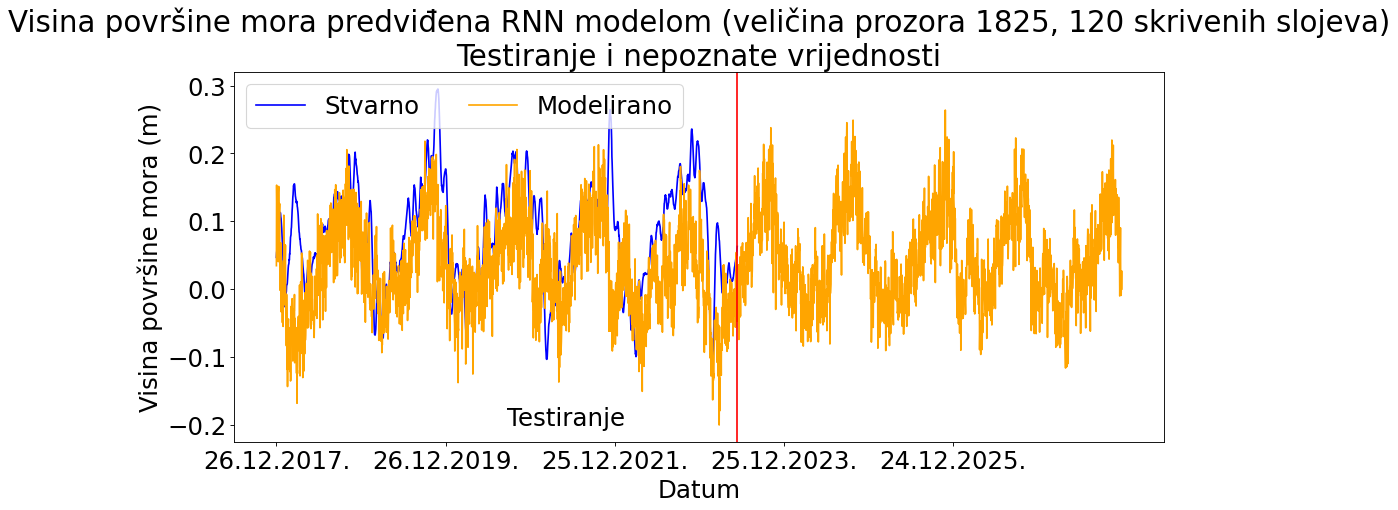 Visina površine mora predviđena RNN modelom (veličina prozora 1825, 120 skrivenih slojeva)
Testiranje i nepoznate vrijednosti
Stvarno
Modelirano
Visina površine mora (m)
0.3
0.2
0.1
0.0
−0.1
−0.2
Testiranje
26.12.2017.
26.12.2019.
25.12.2021.
25.12.2023.
24.12.2025.
Datum